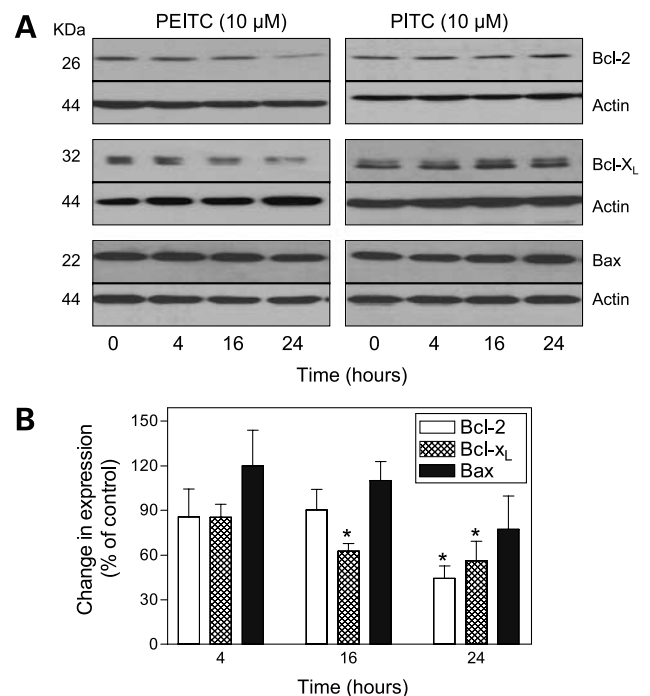 A
KDa
PEITC (10 µM)
PITC (10 µM)
26
Bcl-2
44
Actin
32
Bcl-XL
44
Actin
22
Bax
44
Actin
0 4 16 24
0 4 16 24
Time (hours)
B
Change in expression
(% of control)
150
120
90
60
30
0
Bcl-2
Bcl-xL
Bax
*
* *
4 16 24
Time (hours)